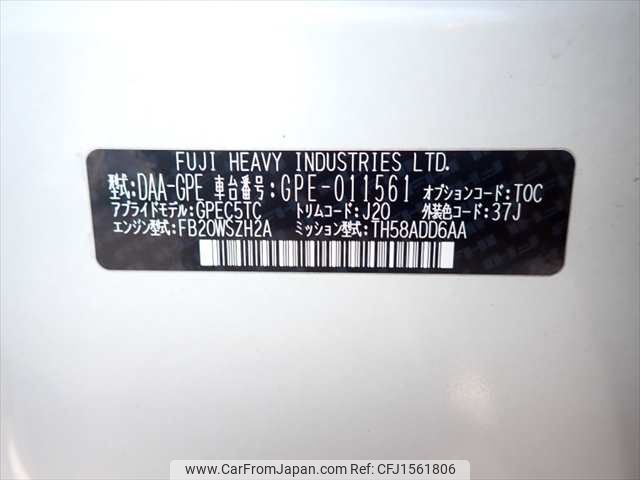 FUJI HEAVY INDUSTRIES LTD.
型式:DAA-GPE 車台番号:GPE-011561 オプションコード:TOC
アプライドモデル:GPEC5TC トリムコード:J20 外装色コード:37J
エンジン型式:FB20WSZH2A ミッション型式:TH58ADD6AA
www.CarFromJapan.com - ID: CFJ1561806